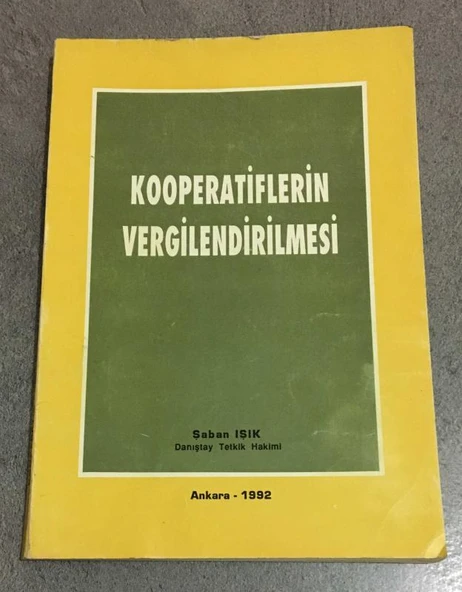 KOOPERATİFLERİN
VERGİLENDİRİLMESİ
Şaban IŞIK
Danıştay Tetkik Hakimi
Ankara - 1992